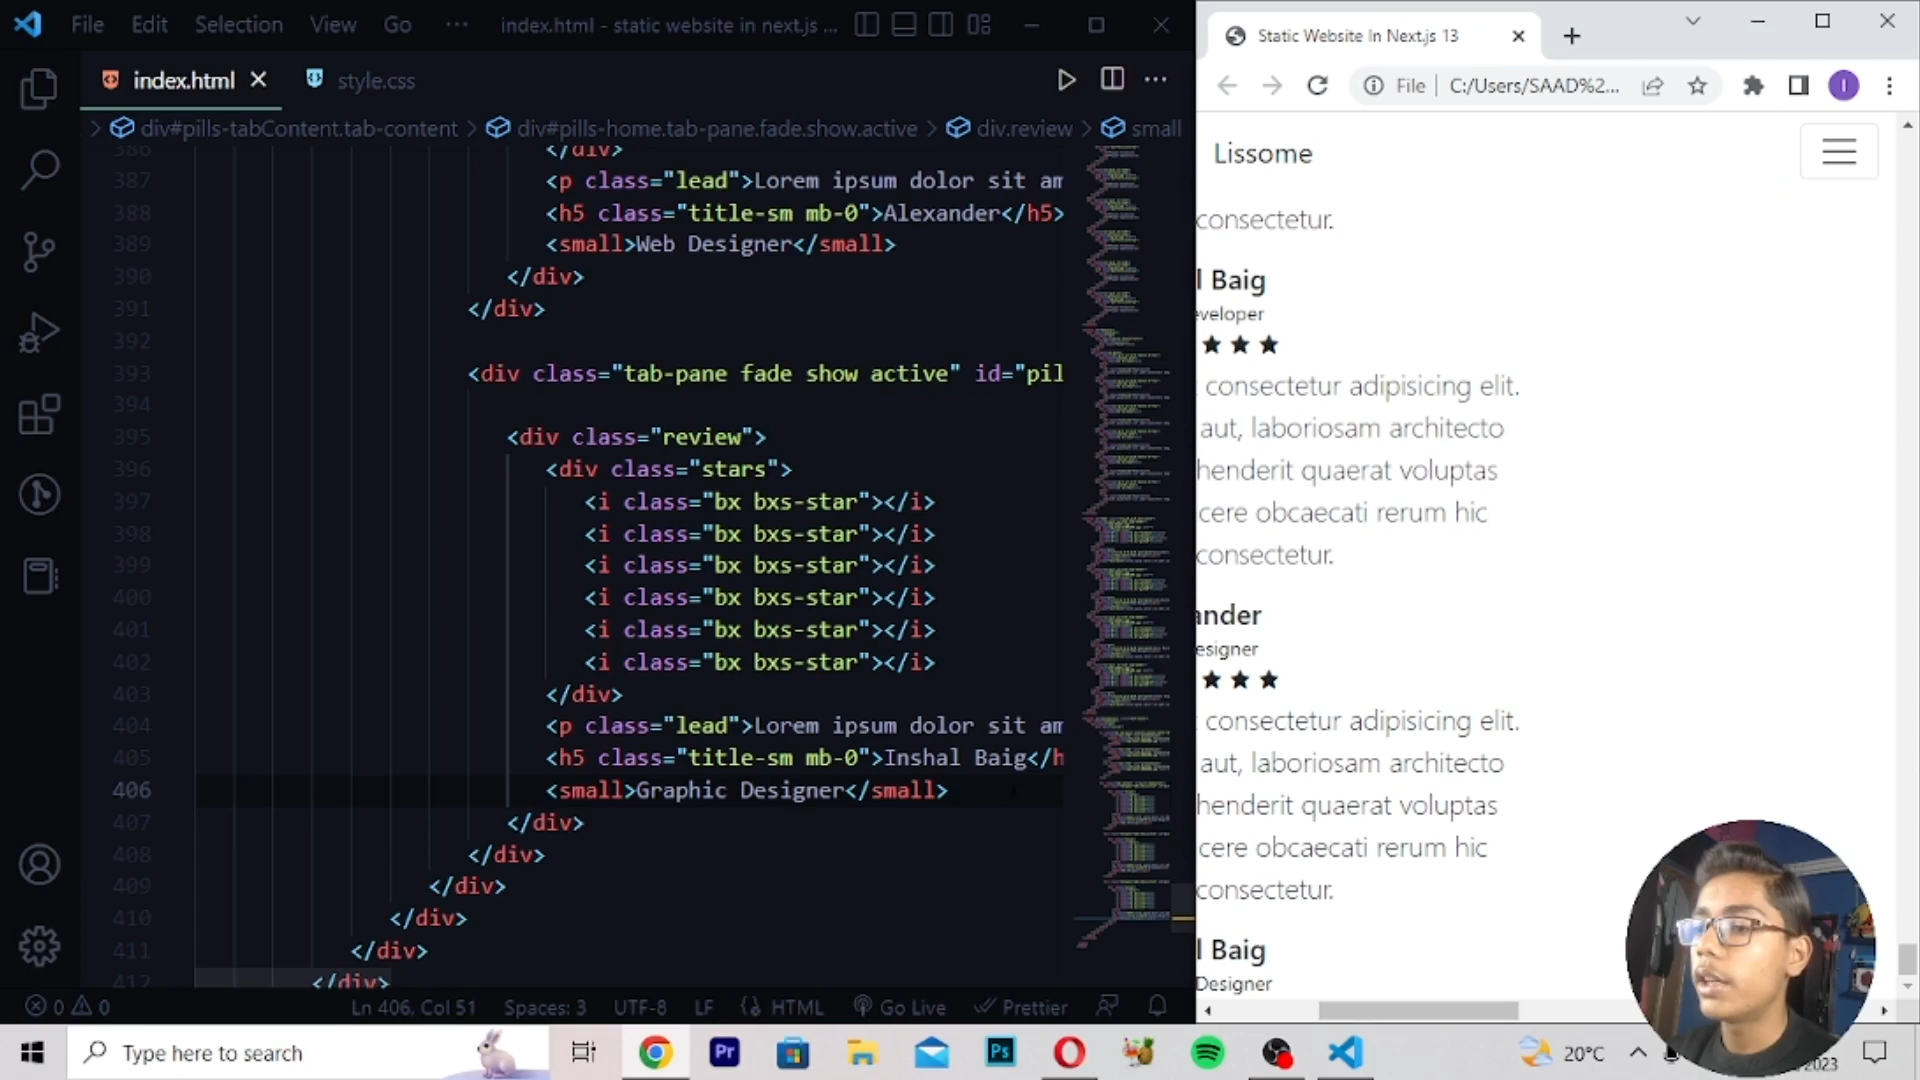 File Edit Selection View Go ··· index.html - static website in next.js ...
index.html style.css
div#pills-tabContent.tab-content > div#pills-home.tab-pane.fade.show.active > div.review > small
386 </div>
387 <p class="lead">Lorem ipsum dolor sit am
388 <h5 class="title-sm mb-0">Alexander</h5>
389 <small>Web Designer</small>
390 </div>
391 </div>
392
393 <div class="tab-pane fade show active" id="pil
394
395 <div class="review">
396 <div class="stars">
397 <i class="bx bxs-star"></i>
398 <i class="bx bxs-star"></i>
399 <i class="bx bxs-star"></i>
400 <i class="bx bxs-star"></i>
401 <i class="bx bxs-star"></i>
402 <i class="bx bxs-star"></i>
403 </div>
404 <p class="lead">Lorem ipsum dolor sit am
405 <h5 class="title-sm mb-0">Inshal Baig</h
406 <small>Graphic Designer</small>
407 </div>
408 </div>
409 </div>
410 </div>
411 </div>
412 </div>
0 0 Ln 406, Col 51 Spaces: 3 UTF-8 LF HTML Go Live Prettier
Static Website In Next.js 13
File C:/Users/SAAD%2... I
Lissome
consectetur.
l Baig
eveloper
consectetur adipisicing elit.
aut, laboriosam architecto
henderit quaerat voluptas
cere obcaecati rerum hic
consectetur.
ander
esigner
consectetur adipisicing elit.
aut, laboriosam architecto
henderit quaerat voluptas
cere obcaecati rerum hic
consectetur.
l Baig
Designer
Type here to search Pr Ps 20°C